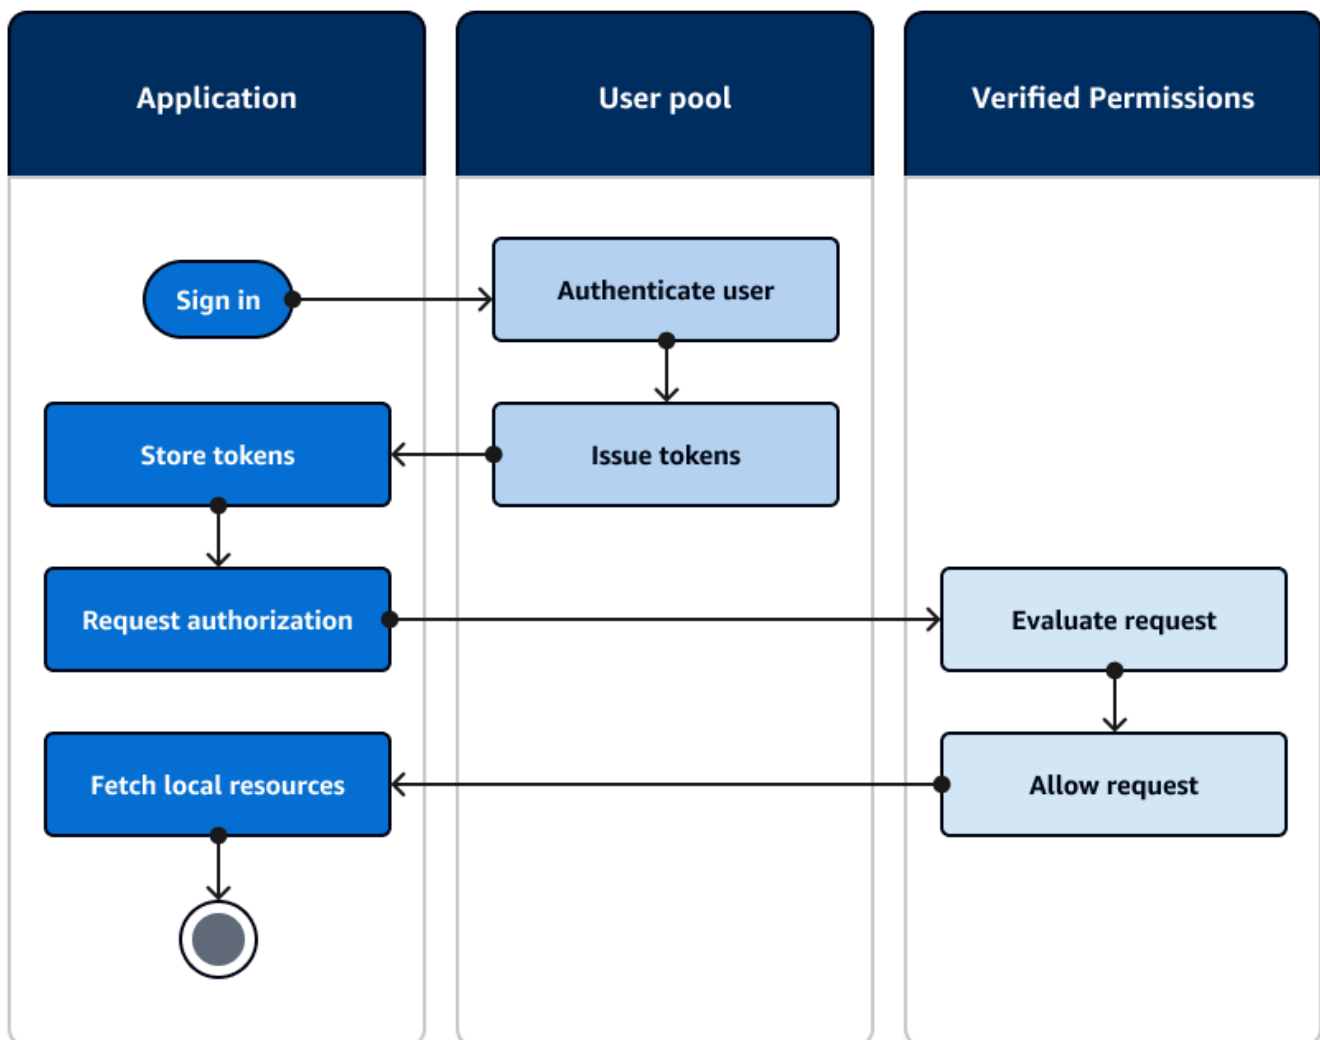 Application
User pool
Verified Permissions
Sign in
Authenticate user
Store tokens
Issue tokens
Request authorization
Evaluate request
Fetch local resources
Allow request